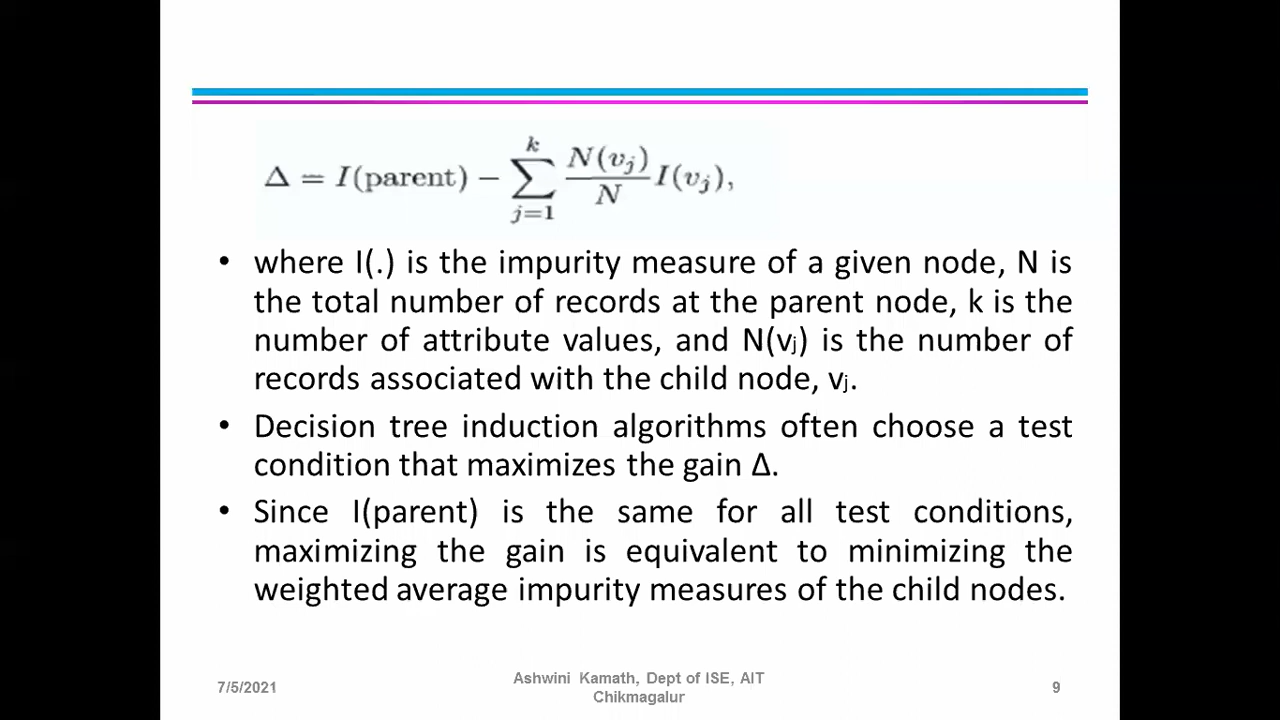 Δ = I(parent) − \sum_{j=1}^{k} \frac{N(v_j)}{N} I(v_j),
• where I(.) is the impurity measure of a given node, N is
the total number of records at the parent node, k is the
number of attribute values, and N(vⱼ) is the number of
records associated with the child node, vⱼ.
• Decision tree induction algorithms often choose a test
condition that maximizes the gain Δ.
• Since I(parent) is the same for all test conditions,
maximizing the gain is equivalent to minimizing the
weighted average impurity measures of the child nodes.
7/5/2021
Ashwini Kamath, Dept of ISE, AIT
Chikmagalur
9